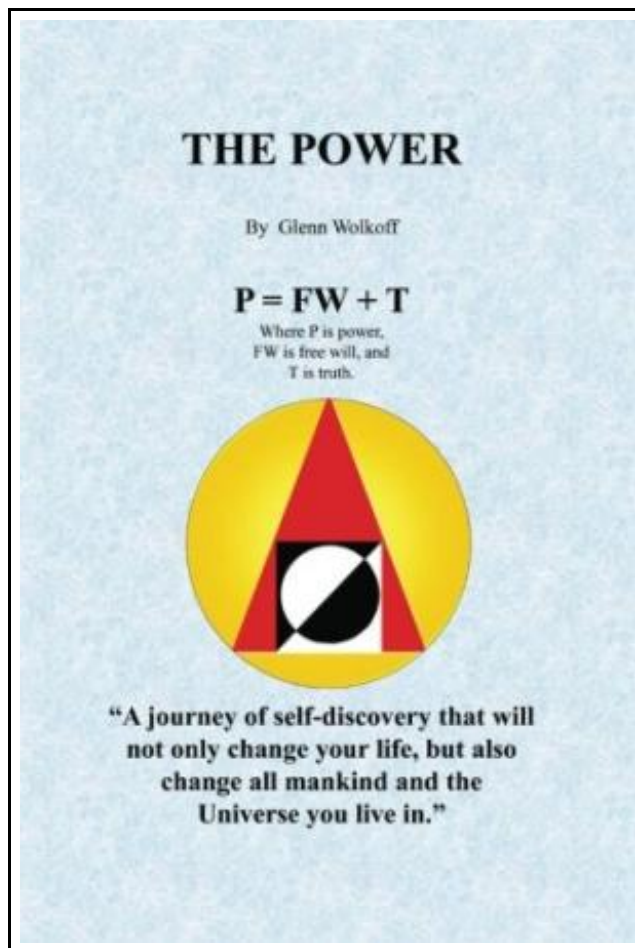 THE POWER
By Glenn Wolkoff
P = FW + T
Where P is power,
FW is free will, and
T is truth.
“A journey of self-discovery that will
not only change your life, but also
change all mankind and the
Universe you live in.”